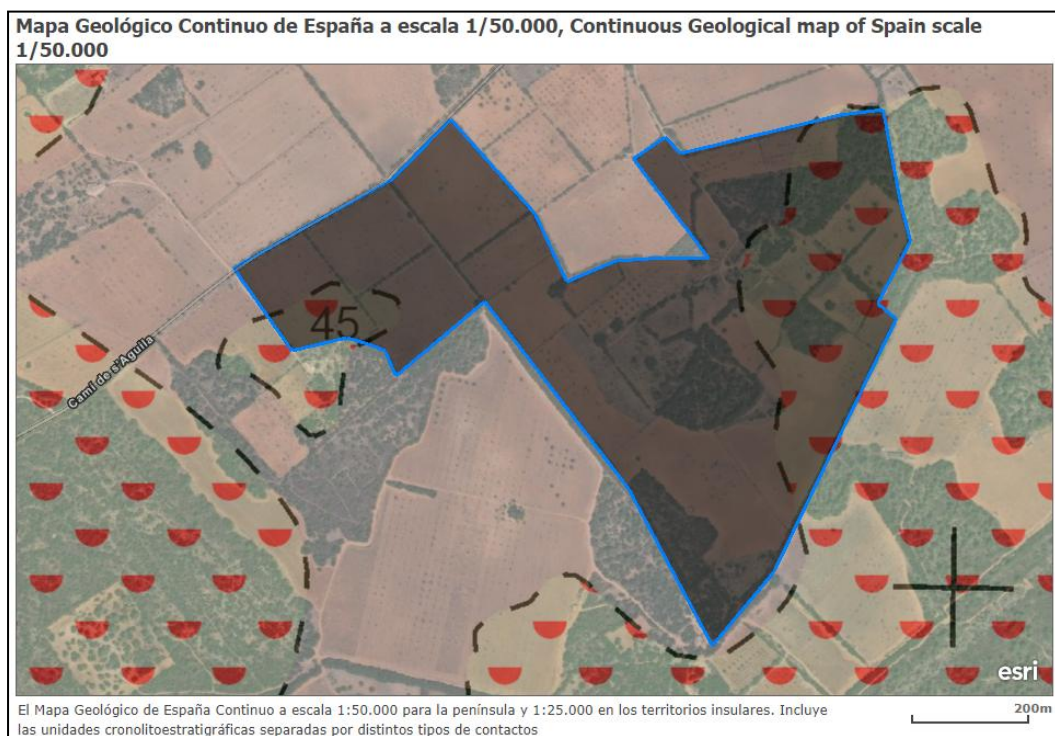 Mapa Geológico Continuo de España a escala 1/50.000, Continuous Geological map of Spain scale
1/50.000
45
Camí de s'Aguila
esri
El Mapa Geológico de España Continuo a escala 1:50.000 para la península y 1:25.000 en los territorios insulares. Incluye
las unidades cronolitoestratigráficas separadas por distintos tipos de contactos
200m